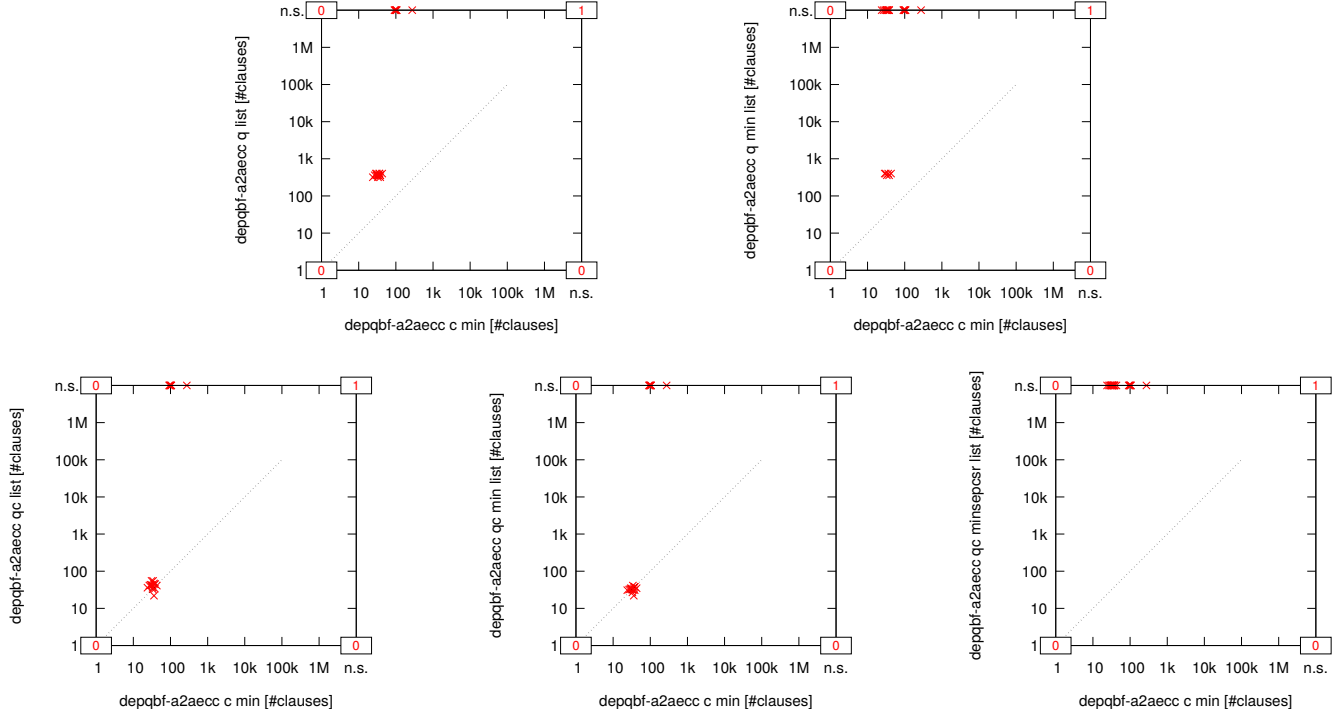 depqbf-a2aecc q list [#clauses]
n.s.
1M
100k
10k
1k
100
10
1
0
1
0
0
1 10 100 1k 10k 100k 1M n.s.
depqbf-a2aecc c min [#clauses]
depqbf-a2aecc q min list [#clauses]
n.s.
1M
100k
10k
1k
100
10
1
0
1
0
0
1 10 100 1k 10k 100k 1M n.s.
depqbf-a2aecc c min [#clauses]
depqbf-a2aecc qc list [#clauses]
n.s.
1M
100k
10k
1k
100
10
1
0
1
0
0
1 10 100 1k 10k 100k 1M n.s.
depqbf-a2aecc c min [#clauses]
depqbf-a2aecc qc min list [#clauses]
n.s.
1M
100k
10k
1k
100
10
1
0
1
0
0
1 10 100 1k 10k 100k 1M n.s.
depqbf-a2aecc c min [#clauses]
depqbf-a2aecc qc minsepcsr list [#clauses]
n.s.
1M
100k
10k
1k
100
10
1
0
1
0
0
1 10 100 1k 10k 100k 1M n.s.
depqbf-a2aecc c min [#clauses]